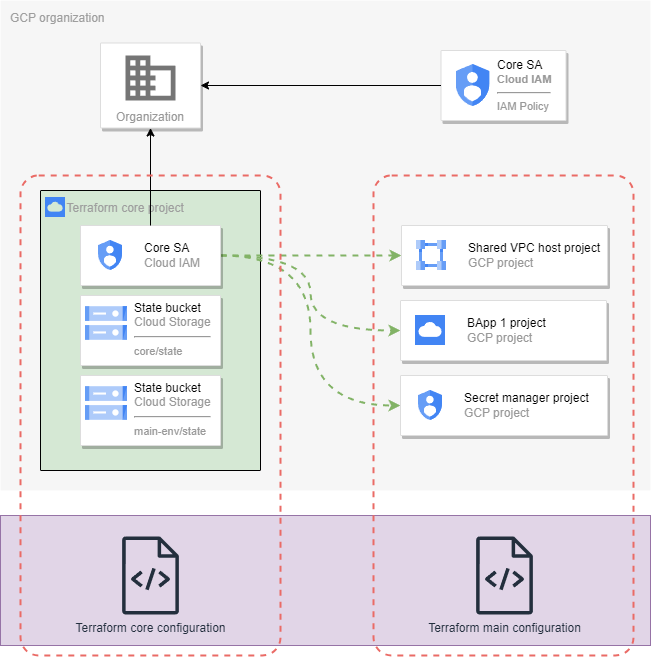 GCP organization
Organization
Core SA
Cloud IAM
IAM Policy
Terraform core project
Core SA
Cloud IAM
State bucket
Cloud Storage
core/state
State bucket
Cloud Storage
main-env/state
Shared VPC host project
GCP project
BApp 1 project
GCP project
Secret manager project
GCP project
Terraform core configuration
Terraform main configuration